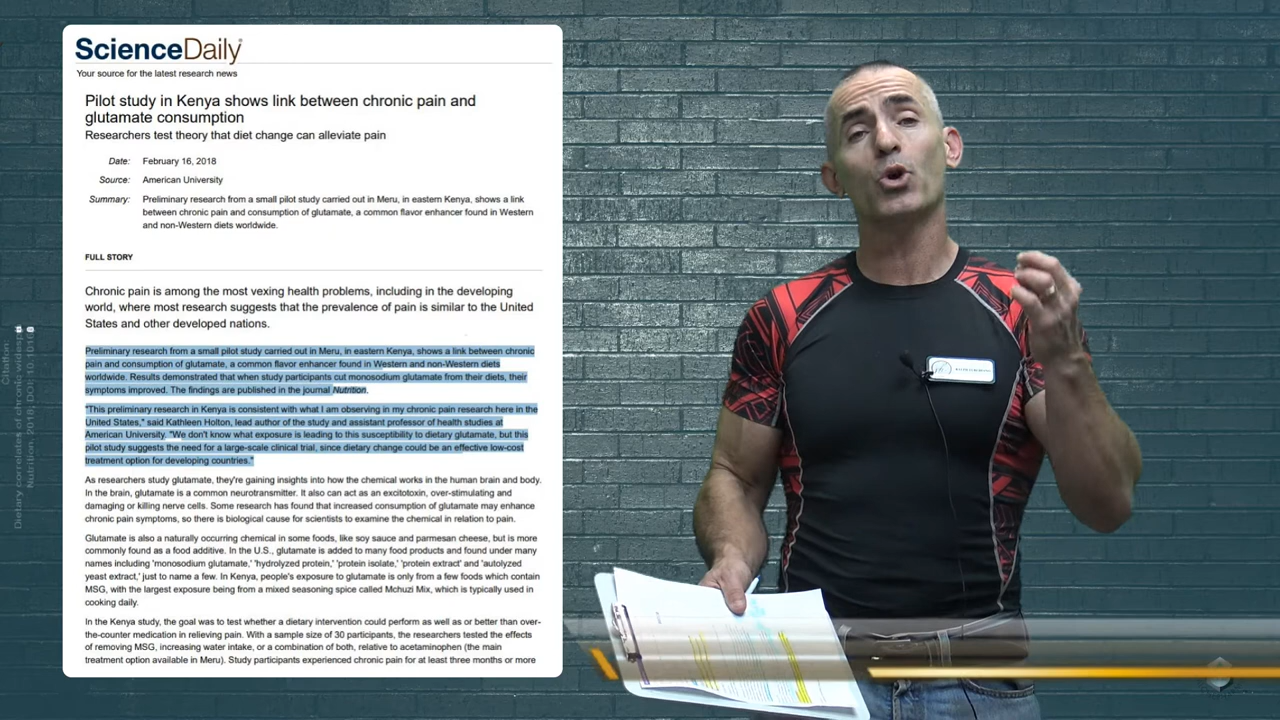 ScienceDaily
Your source for the latest research news
Pilot study in Kenya shows link between chronic pain and
glutamate consumption
Researchers test theory that diet change can alleviate pain
Date: February 16, 2018
Source: American University
Summary: Preliminary research from a small pilot study carried out in Meru, in eastern Kenya, shows a link
between chronic pain and consumption of glutamate, a common flavor enhancer found in Western
and non-Western diets worldwide.
FULL STORY
Chronic pain is among the most vexing health problems, including in the developing
world, where most research suggests that the prevalence of pain is similar to the United
States and other developed nations.
Preliminary research from a small pilot study carried out in Meru, in eastern Kenya, shows a link between chronic
pain and consumption of glutamate, a common flavor enhancer found in Western and non-Western diets
worldwide. Results demonstrated that when study participants cut monosodium glutamate from their diets, their
symptoms improved. The findings are published in the journal Nutrition.
"This preliminary research in Kenya is consistent with what I am observing in my chronic pain research here in the
United States," said Kathleen Holton, lead author of the study and assistant professor of health studies at
American University. "We don't know what exposure is leading to this susceptibility to dietary glutamate, but this
pilot study suggests the need for a large-scale clinical trial, since dietary change could be an effective low-cost
treatment option for developing countries."
As researchers study glutamate, they're gaining insights into how the chemical works in the human brain and body.
In the brain, glutamate is a common neurotransmitter. It also can act as an excitotoxin, over-stimulating and
damaging or killing nerve cells. Some research has found that increased consumption of glutamate may enhance
chronic pain symptoms, so there is biological cause for scientists to examine the chemical in relation to pain.
Glutamate is also a naturally occurring chemical in some foods, like soy sauce and parmesan cheese, but is more
commonly found as a food additive. In the U.S., glutamate is added to many food products and found under many
names including 'monosodium glutamate,' 'hydrolyzed protein,' 'protein isolate,' 'protein extract' and 'autolyzed
yeast extract,' just to name a few. In Kenya, people's exposure to glutamate is only from a few foods which contain
MSG, with the largest exposure being from a mixed seasoning spice called Mchuzi Mix, which is typically used in
cooking daily.
In the Kenya study, the goal was to test whether a dietary intervention could perform as well as or better than over-
the-counter medication in relieving pain. With a sample size of 30 participants, the researchers tested the effects
of removing MSG, increasing water intake, or a combination of both, relative to acetaminophen (the main
treatment option available in Meru). Study participants experienced chronic pain for at least three months or more
Citation:
Dietary correlates of chronic widesp
Nutrition, 2018; DOI: 10.1016